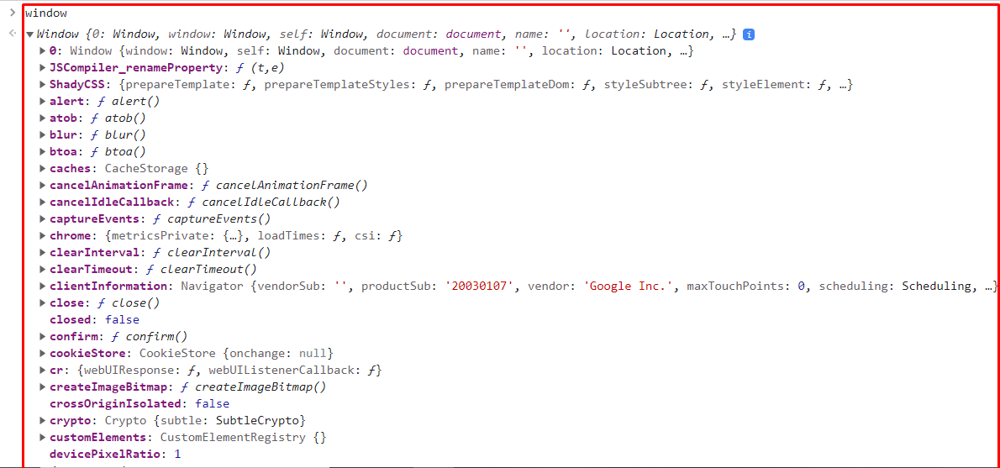 window
Window {0: Window, window: Window, self: Window, document: document, name: '', location: Location, …} i
0: Window {window: Window, self: Window, document: document, name: '', location: Location, …}
JSCompiler_renameProperty: ƒ (t,e)
ShadyCSS: {prepareTemplate: ƒ, prepareTemplateStyles: ƒ, prepareTemplateDom: ƒ, styleSubtree: ƒ, styleElement: ƒ, …}
alert: ƒ alert()
atob: ƒ atob()
blur: ƒ blur()
btoa: ƒ btoa()
caches: CacheStorage {}
cancelAnimationFrame: ƒ cancelAnimationFrame()
cancelIdleCallback: ƒ cancelIdleCallback()
captureEvents: ƒ captureEvents()
chrome: {metricsPrivate: {…}, loadTimes: ƒ, csi: ƒ}
clearInterval: ƒ clearInterval()
clearTimeout: ƒ clearTimeout()
clientInformation: Navigator {vendorSub: '', productSub: '20030107', vendor: 'Google Inc.', maxTouchPoints: 0, scheduling: Scheduling, …}
close: ƒ close()
closed: false
confirm: ƒ confirm()
cookieStore: CookieStore {onchange: null}
cr: {webUIResponse: ƒ, webUIListenerCallback: ƒ}
createImageBitmap: ƒ createImageBitmap()
crossOriginIsolated: false
crypto: Crypto {subtle: SubtleCrypto}
customElements: CustomElementRegistry {}
devicePixelRatio: 1